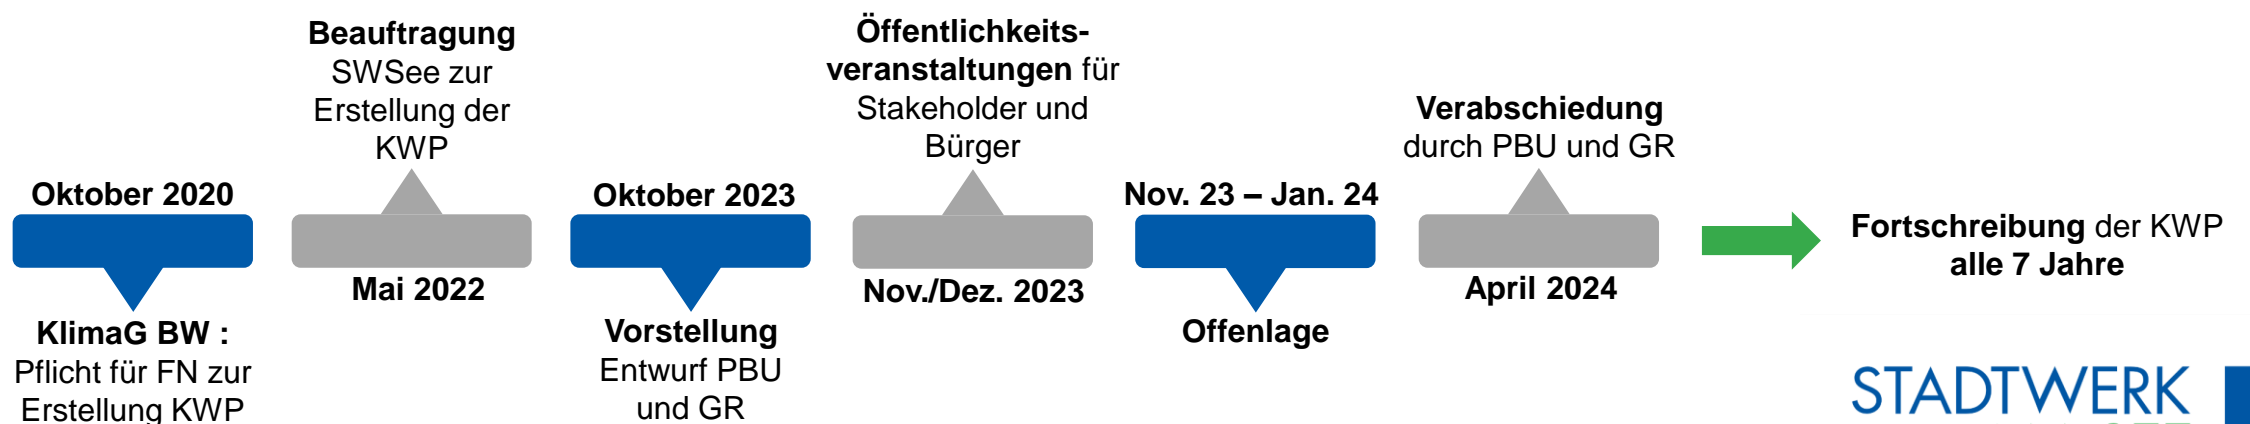 Oktober 2020
KlimaG BW :
Pflicht für FN zur
Erstellung KWP
Beauftragung
SWSee zur
Erstellung der
KWP
Mai 2022
Oktober 2023
Vorstellung
Entwurf PBU
und GR
Öffentlichkeits-
veranstaltungen für
Stakeholder und
Bürger
Nov./Dez. 2023
Nov. 23 – Jan. 24
Offenlage
Verabschiedung
durch PBU und GR
April 2024
Fortschreibung der KWP
alle 7 Jahre
STADTWERK